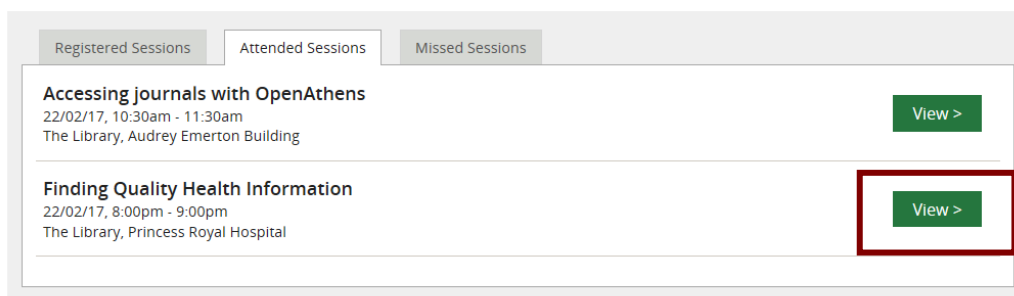 Registered Sessions
Attended Sessions
Missed Sessions
Accessing journals with OpenAthens
22/02/17, 10:30am - 11:30am
The Library, Audrey Emerton Building
View >
Finding Quality Health Information
22/02/17, 8:00pm - 9:00pm
The Library, Princess Royal Hospital
View >